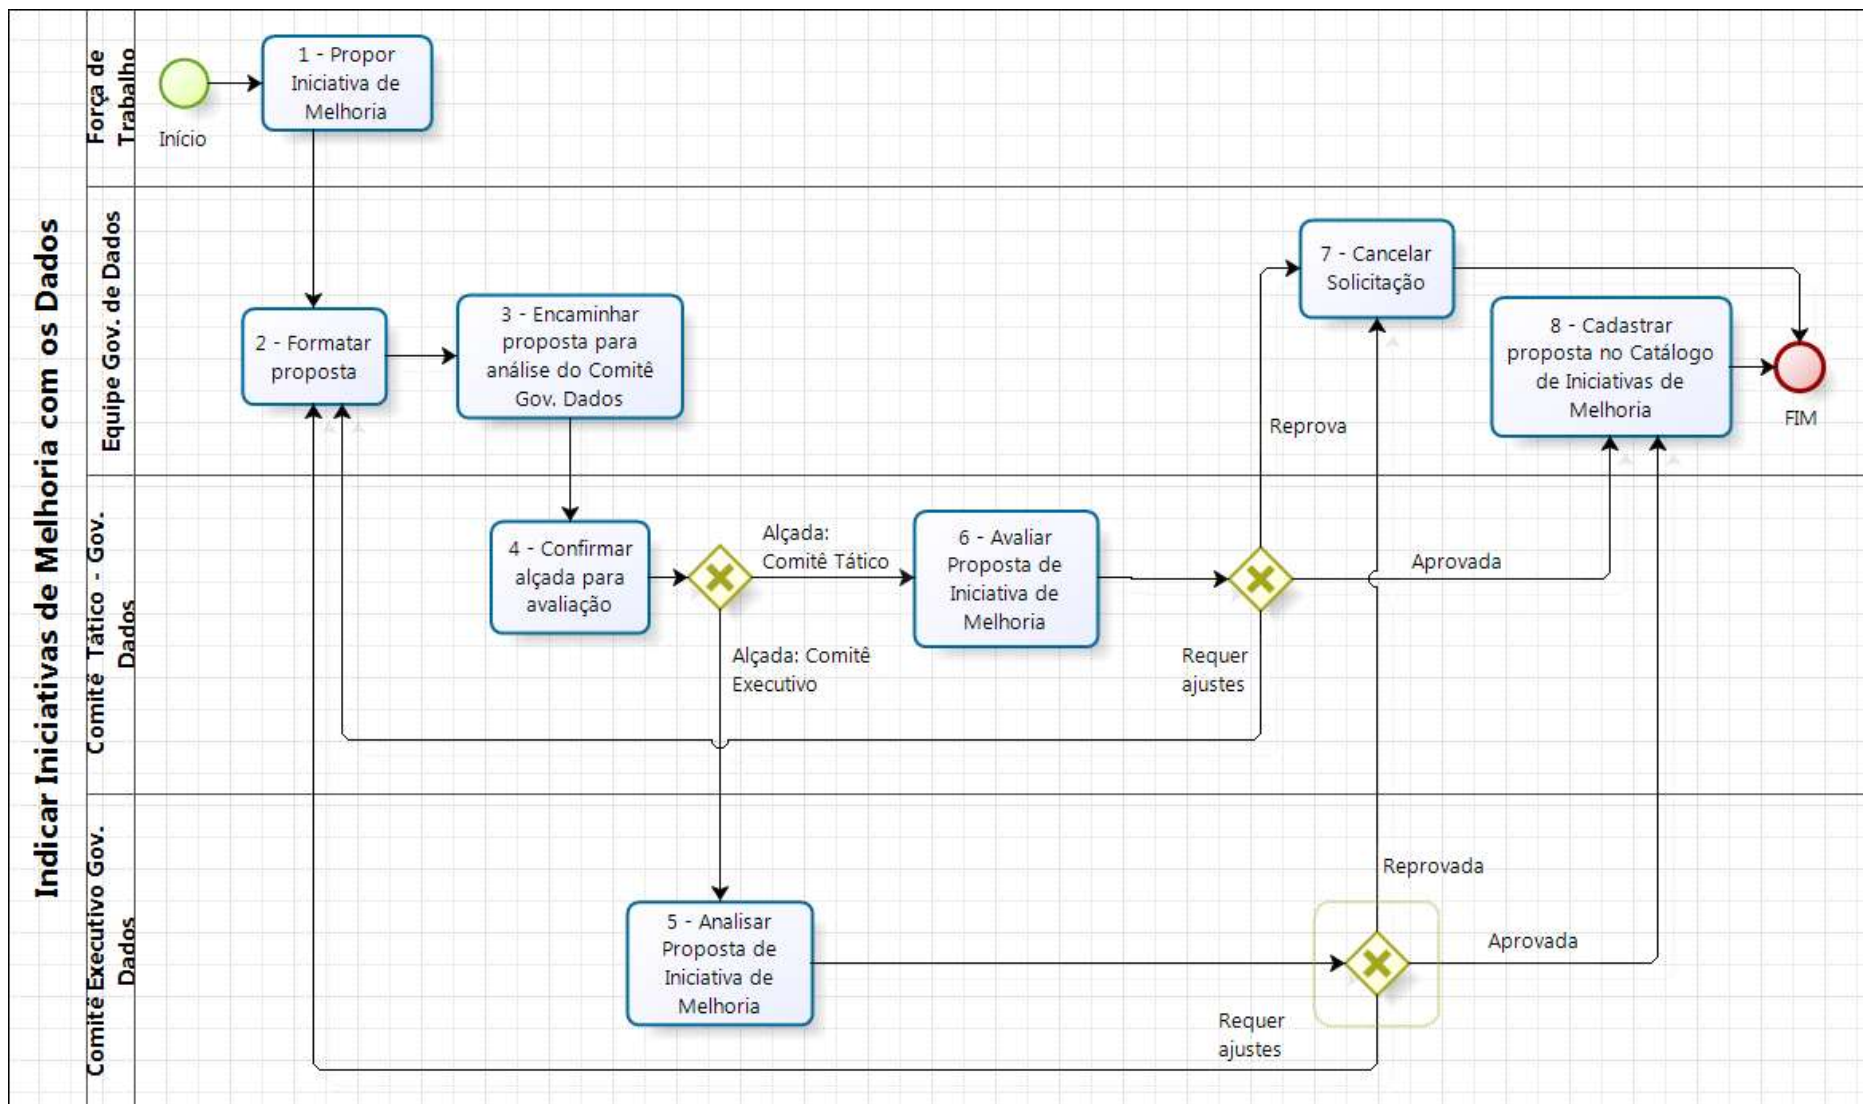 Indicar Iniciativas de Melhoria com os Dados
Força de
Trabalho
Início
1 - Propor
Iniciativa de
Melhoria
Equipe Gov. de Dados
2 - Formatar
proposta
3 - Encaminhar
proposta para
análise do Comitê
Gov. Dados
7 - Cancelar
Solicitação
8 - Cadastrar
proposta no Catálogo
de Iniciativas de
Melhoria
FIM
Reprova
Comitê Tático - Gov.
Dados
4 - Confirmar
alçada para
avaliação
Alçada:
Comitê Tático
Alçada: Comitê
Executivo
6 - Avaliar
Proposta de
Iniciativa de
Melhoria
Aprovada
Requer
ajustes
Comitê Executivo Gov.
Dados
5 - Analisar
Proposta de
Iniciativa de
Melhoria
Reprovada
Aprovada
Requer
ajustes